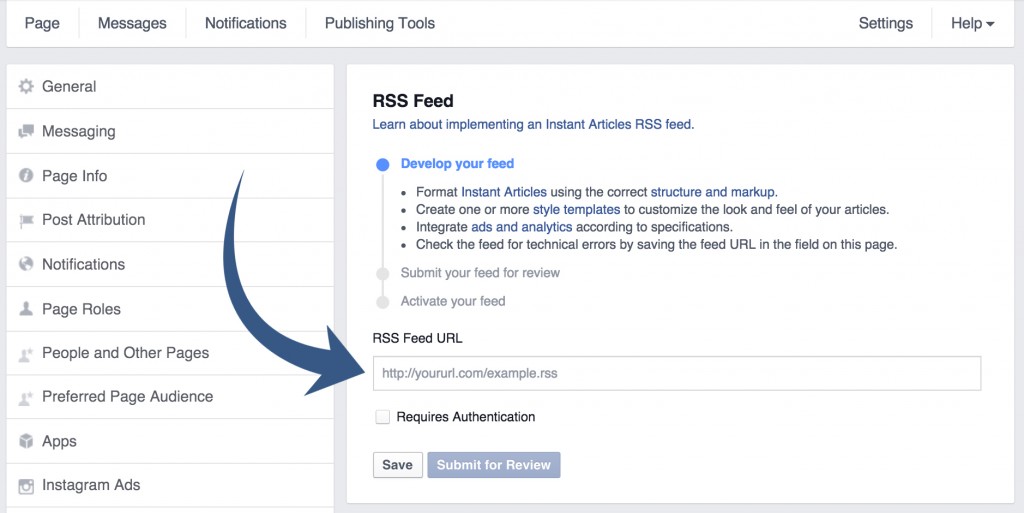 Page Messages Notifications Publishing Tools Settings Help
General
Messaging
Page Info
Post Attribution
Notifications
Page Roles
People and Other Pages
Preferred Page Audience
Apps
Instagram Ads
RSS Feed
Learn about implementing an Instant Articles RSS feed.
Develop your feed
• Format Instant Articles using the correct structure and markup.
• Create one or more style templates to customize the look and feel of your articles.
• Integrate ads and analytics according to specifications.
• Check the feed for technical errors by saving the feed URL in the field on this page.
Submit your feed for review
Activate your feed
RSS Feed URL
http://yoururl.com/example.rss
Requires Authentication
Save Submit for Review